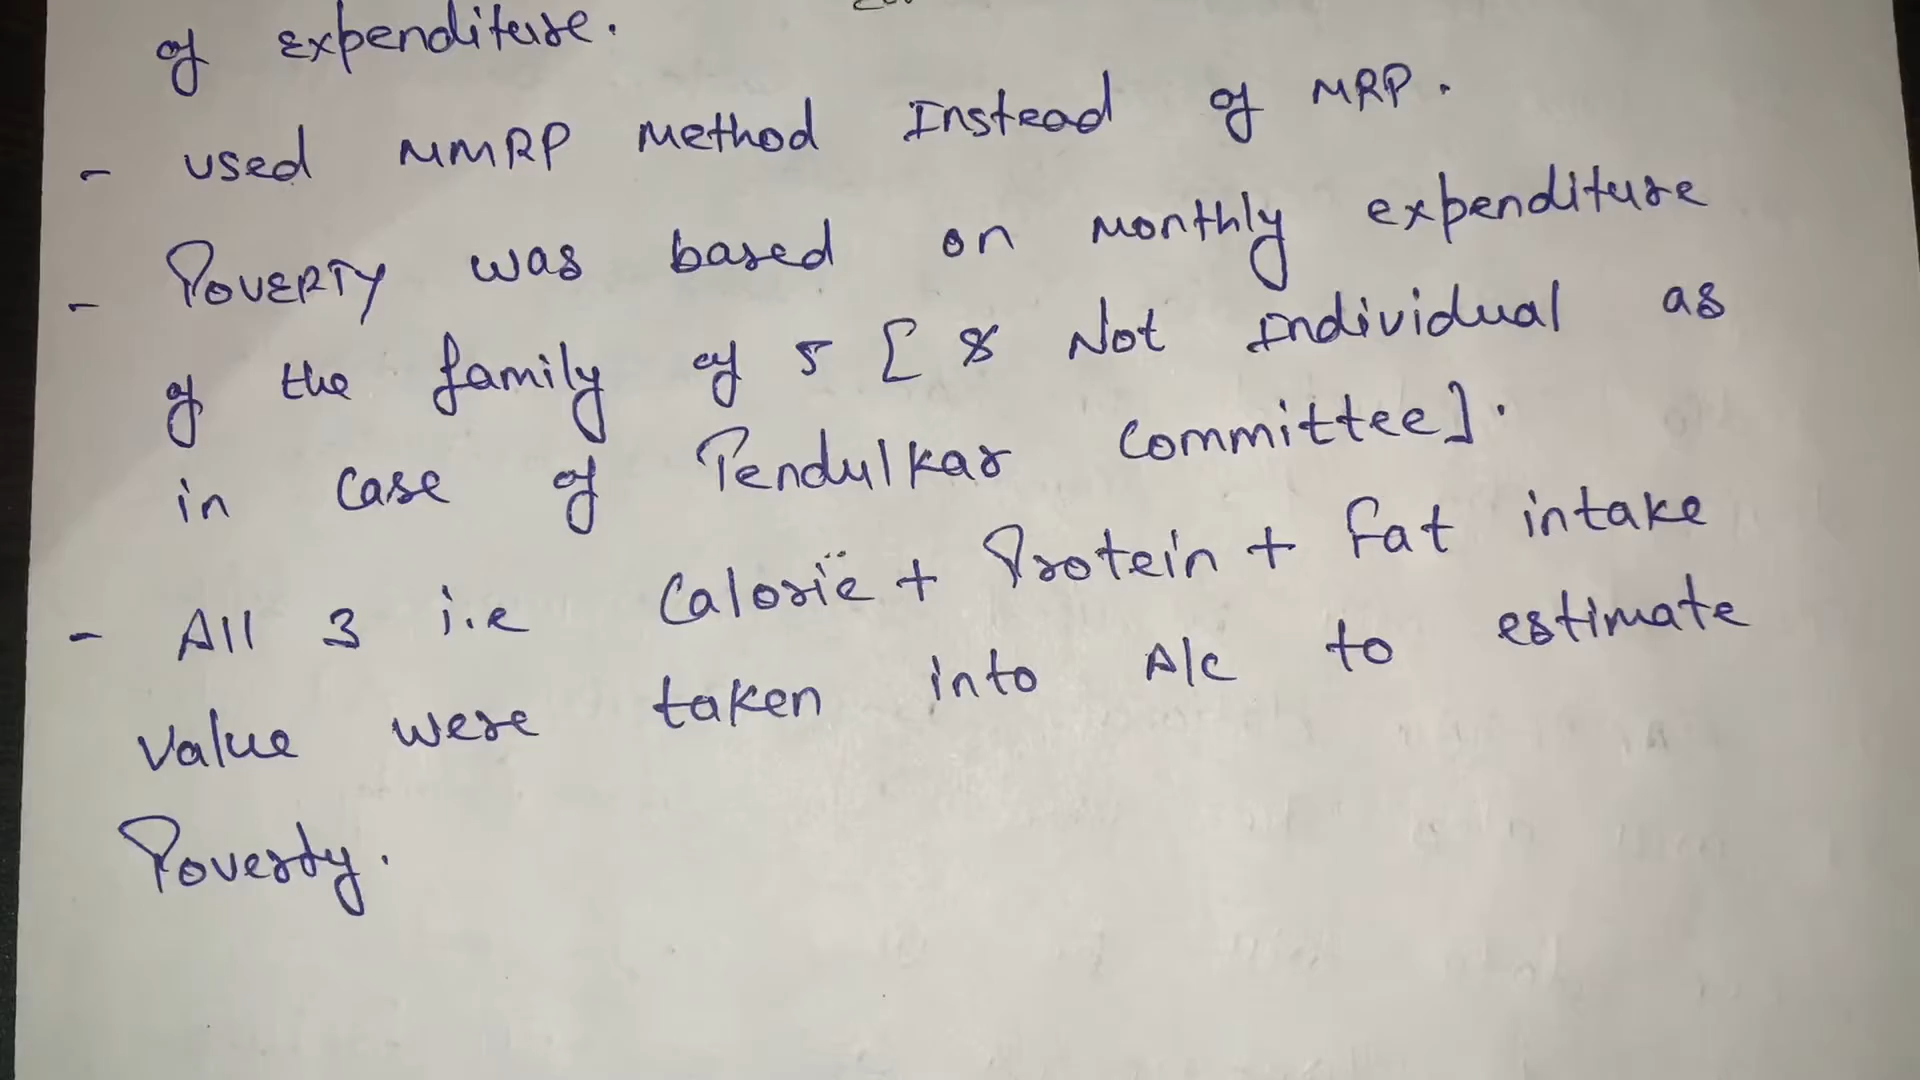 of expenditure.
- used MMRP Method Instead of MRP.
- POVERTY was based on Monthly expenditure
of the family of 5 [ & Not Individual as
in Case of Tendulkar Committee].
- All 3 i.e Calorie + Protein + Fat intake
Value were taken into A/c to estimate
Poverty.